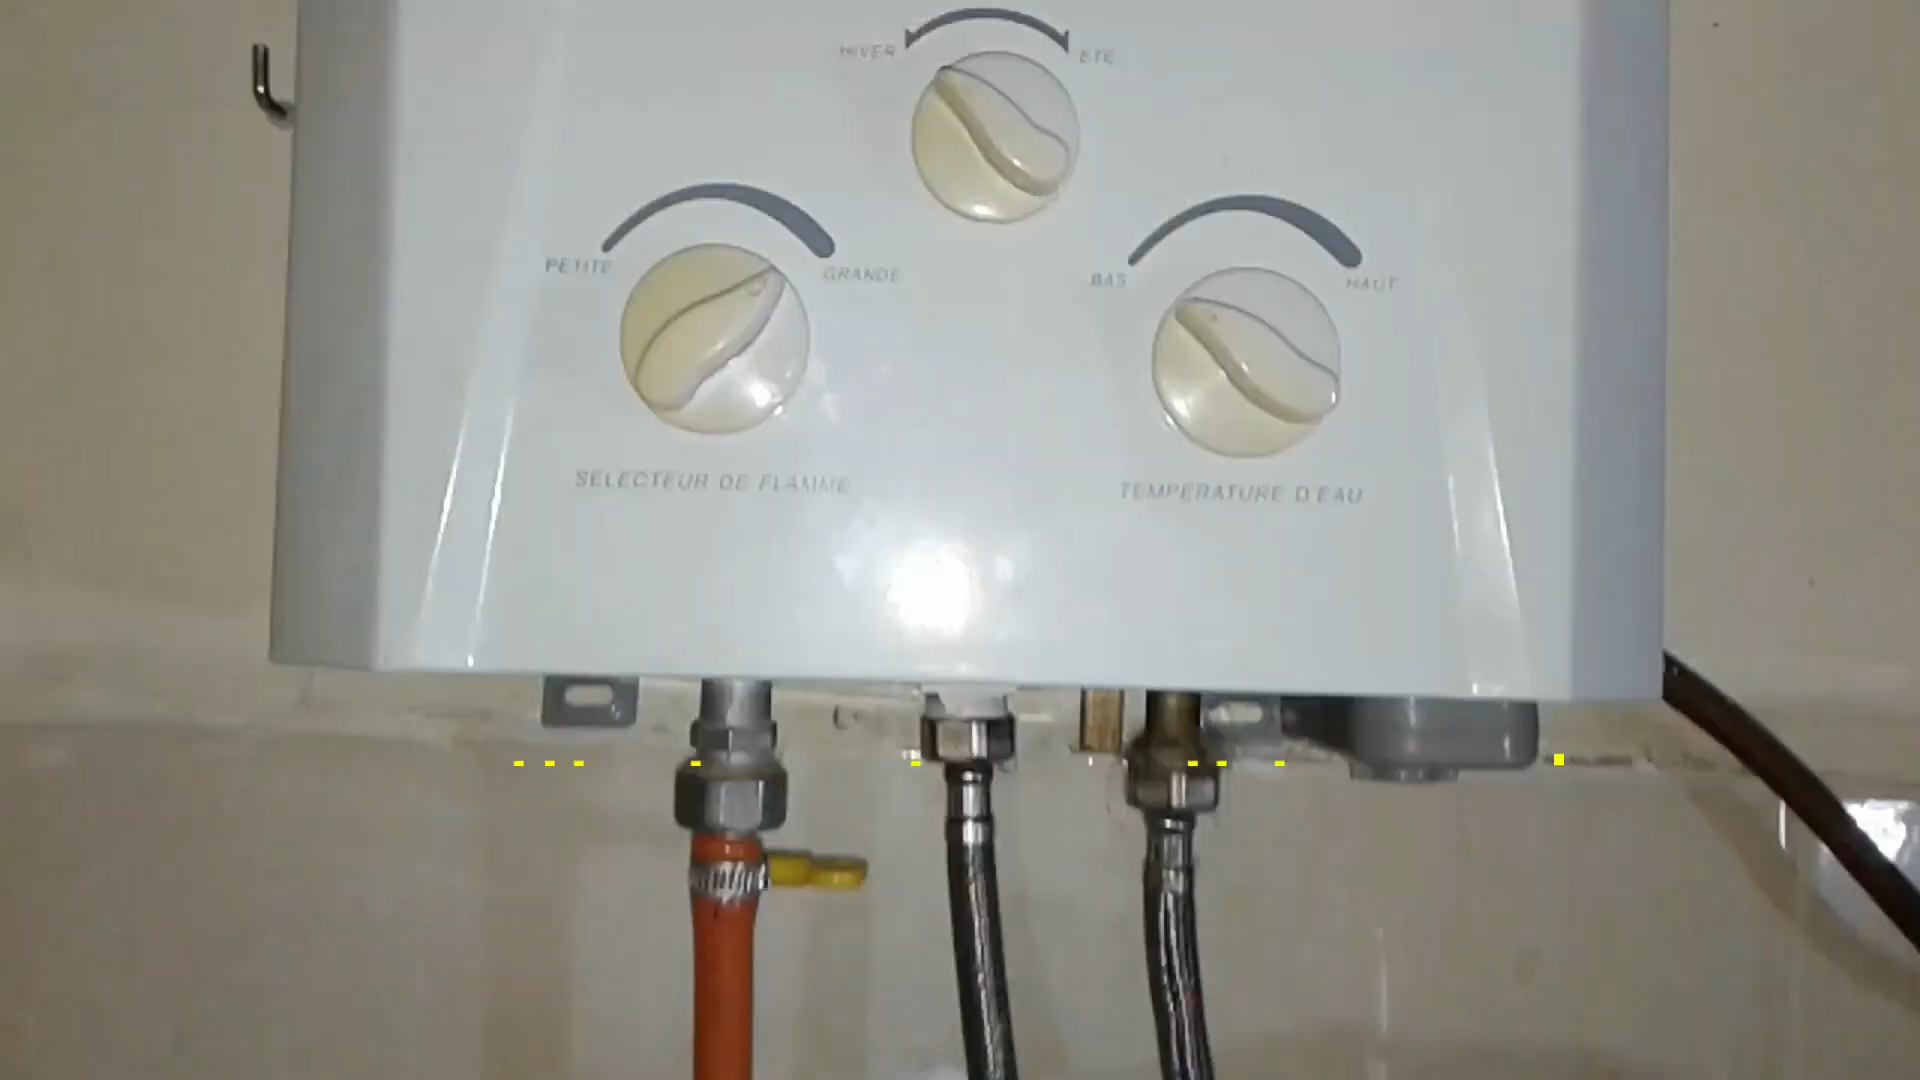 HIVER ETE
PETITE GRANDE
BAS HAUT
SELECTEUR DE FLAMME
TEMPERATURE D'EAU